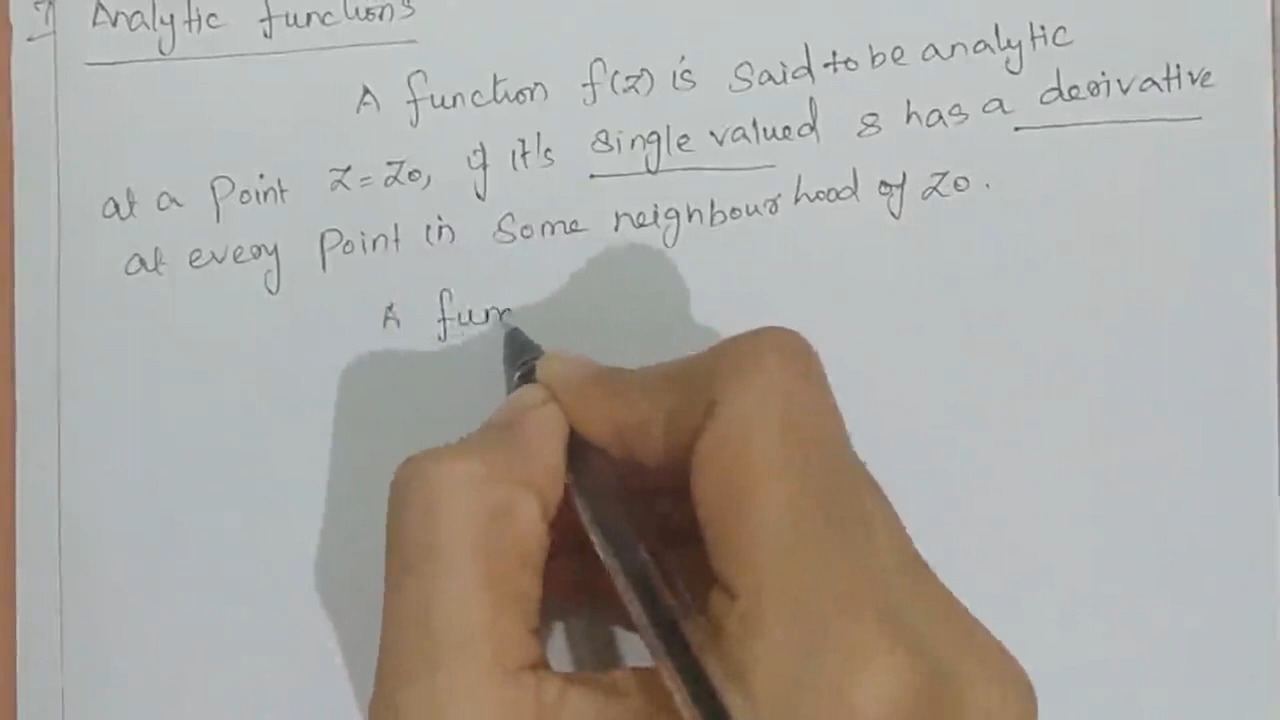 Analytic functions
A function f(z) is said to be analytic
at a point z=z0, if it's single valued & has a derivative
at every point in some neighbourhood of z0.
A fun